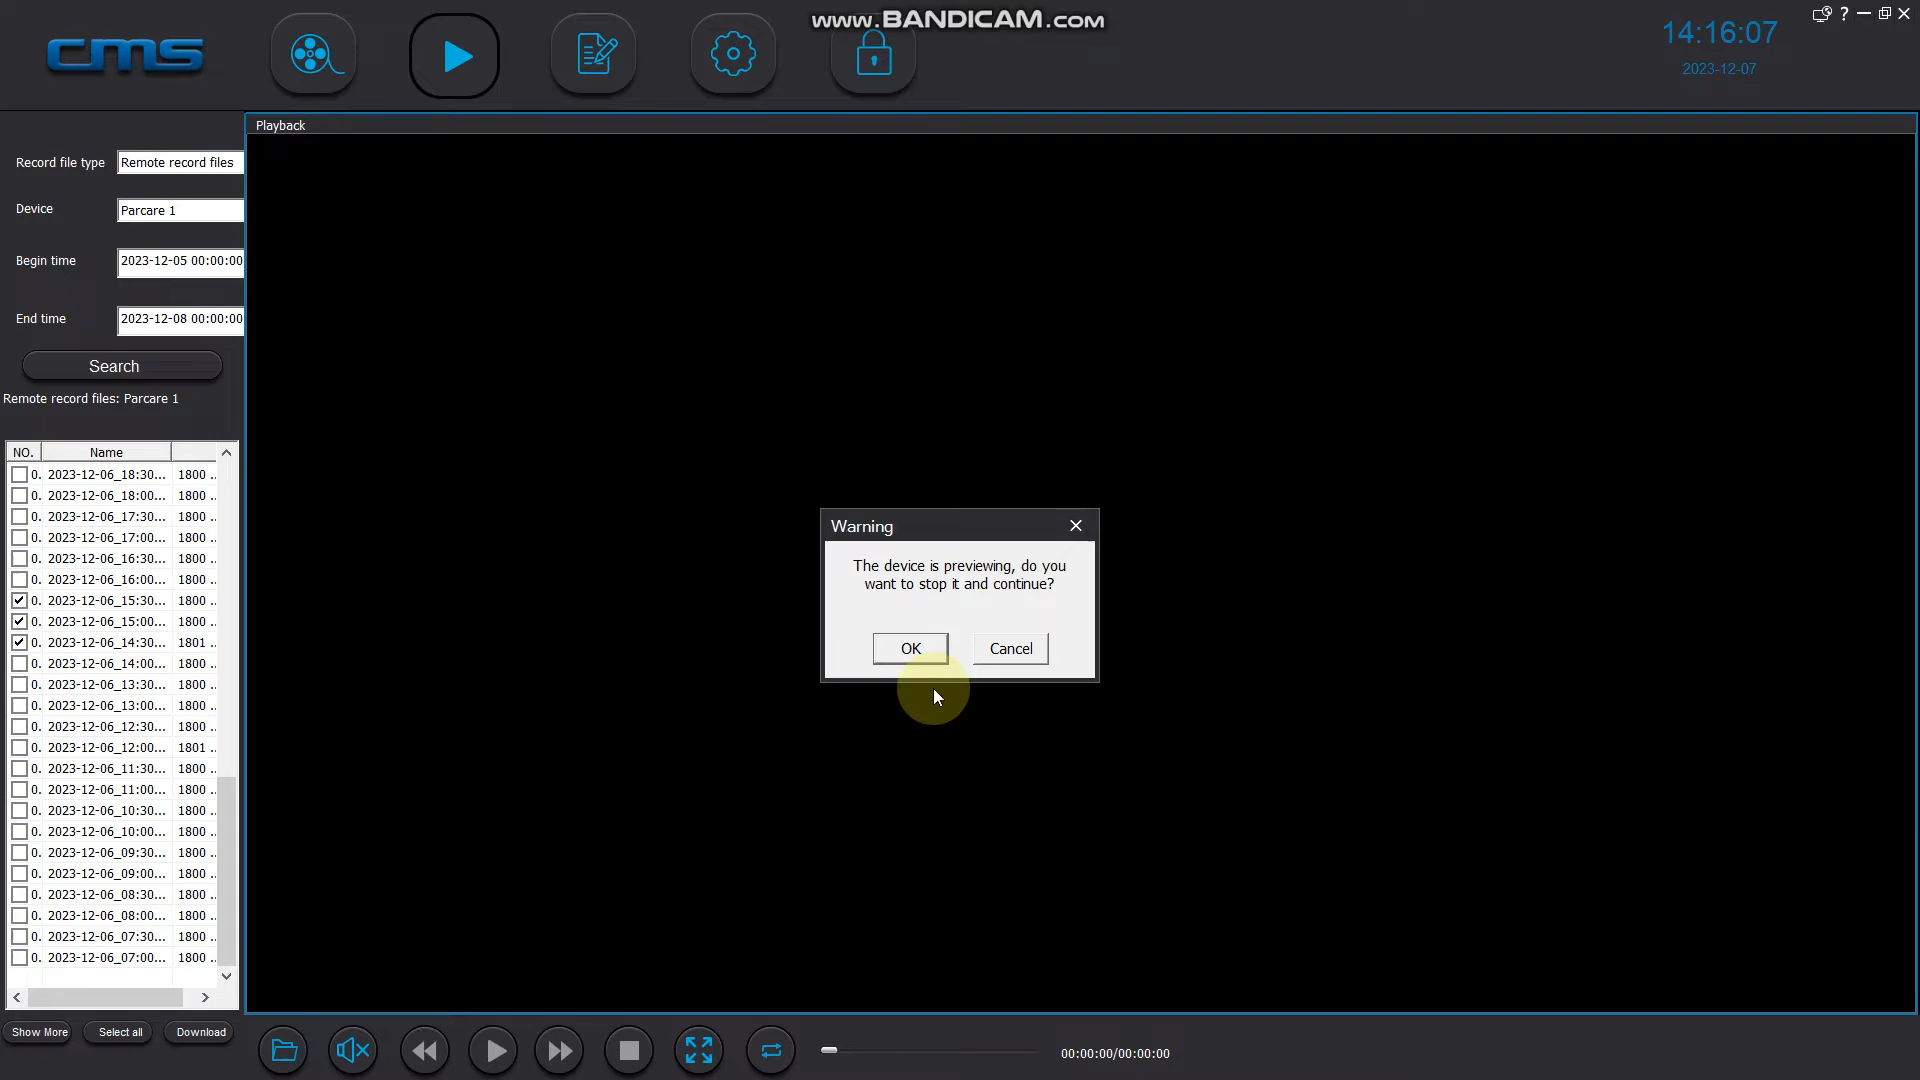 www.BANDICAM.com
cms
14:16:07
2023-12-07
?
Playback
Record file type
Remote record files
Device
Parcare 1
Begin time
2023-12-05 00:00:00
End time
2023-12-08 00:00:00
Search
Remote record files: Parcare 1
NO. Name
0. 2023-12-06_18:30... 1800 ..
0. 2023-12-06_18:00... 1800 ..
0. 2023-12-06_17:30... 1800 ..
0. 2023-12-06_17:00... 1800 ..
0. 2023-12-06_16:30... 1800 ..
0. 2023-12-06_16:00... 1800 ..
0. 2023-12-06_15:30... 1800 ..
0. 2023-12-06_15:00... 1800 ..
0. 2023-12-06_14:30... 1801 ..
0. 2023-12-06_14:00... 1800 ..
0. 2023-12-06_13:30... 1800 ..
0. 2023-12-06_13:00... 1800 ..
0. 2023-12-06_12:30... 1800 ..
0. 2023-12-06_12:00... 1801 ..
0. 2023-12-06_11:30... 1800 ..
0. 2023-12-06_11:00... 1800 ..
0. 2023-12-06_10:30... 1800 ..
0. 2023-12-06_10:00... 1800 ..
0. 2023-12-06_09:30... 1800 ..
0. 2023-12-06_09:00... 1800 ..
0. 2023-12-06_08:30... 1800 ..
0. 2023-12-06_08:00... 1800 ..
0. 2023-12-06_07:30... 1800 ..
0. 2023-12-06_07:00... 1800 ..
Show More Select all Download
Warning
The device is previewing, do you
want to stop it and continue?
OK Cancel
00:00:00/00:00:00